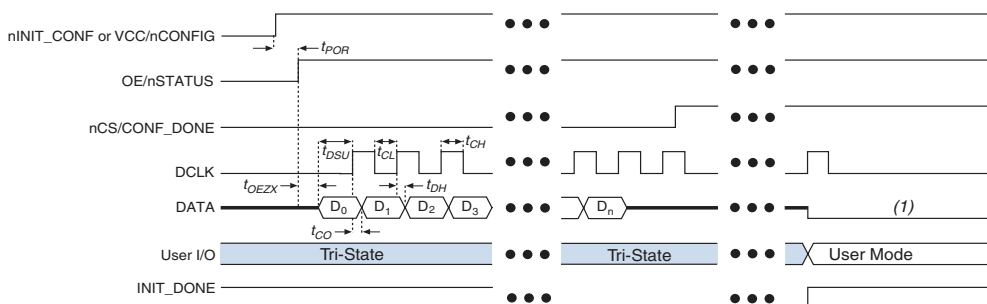 nINIT_CONF or VCC/nCONFIG
tPOR
OE/nSTATUS
nCS/CONF_DONE
tDSU tCL tCH
DCLK
tOEZX tDH
DATA D0 D1 D2 D3 Dn (1)
tCO
User I/O Tri-State Tri-State User Mode
INIT_DONE